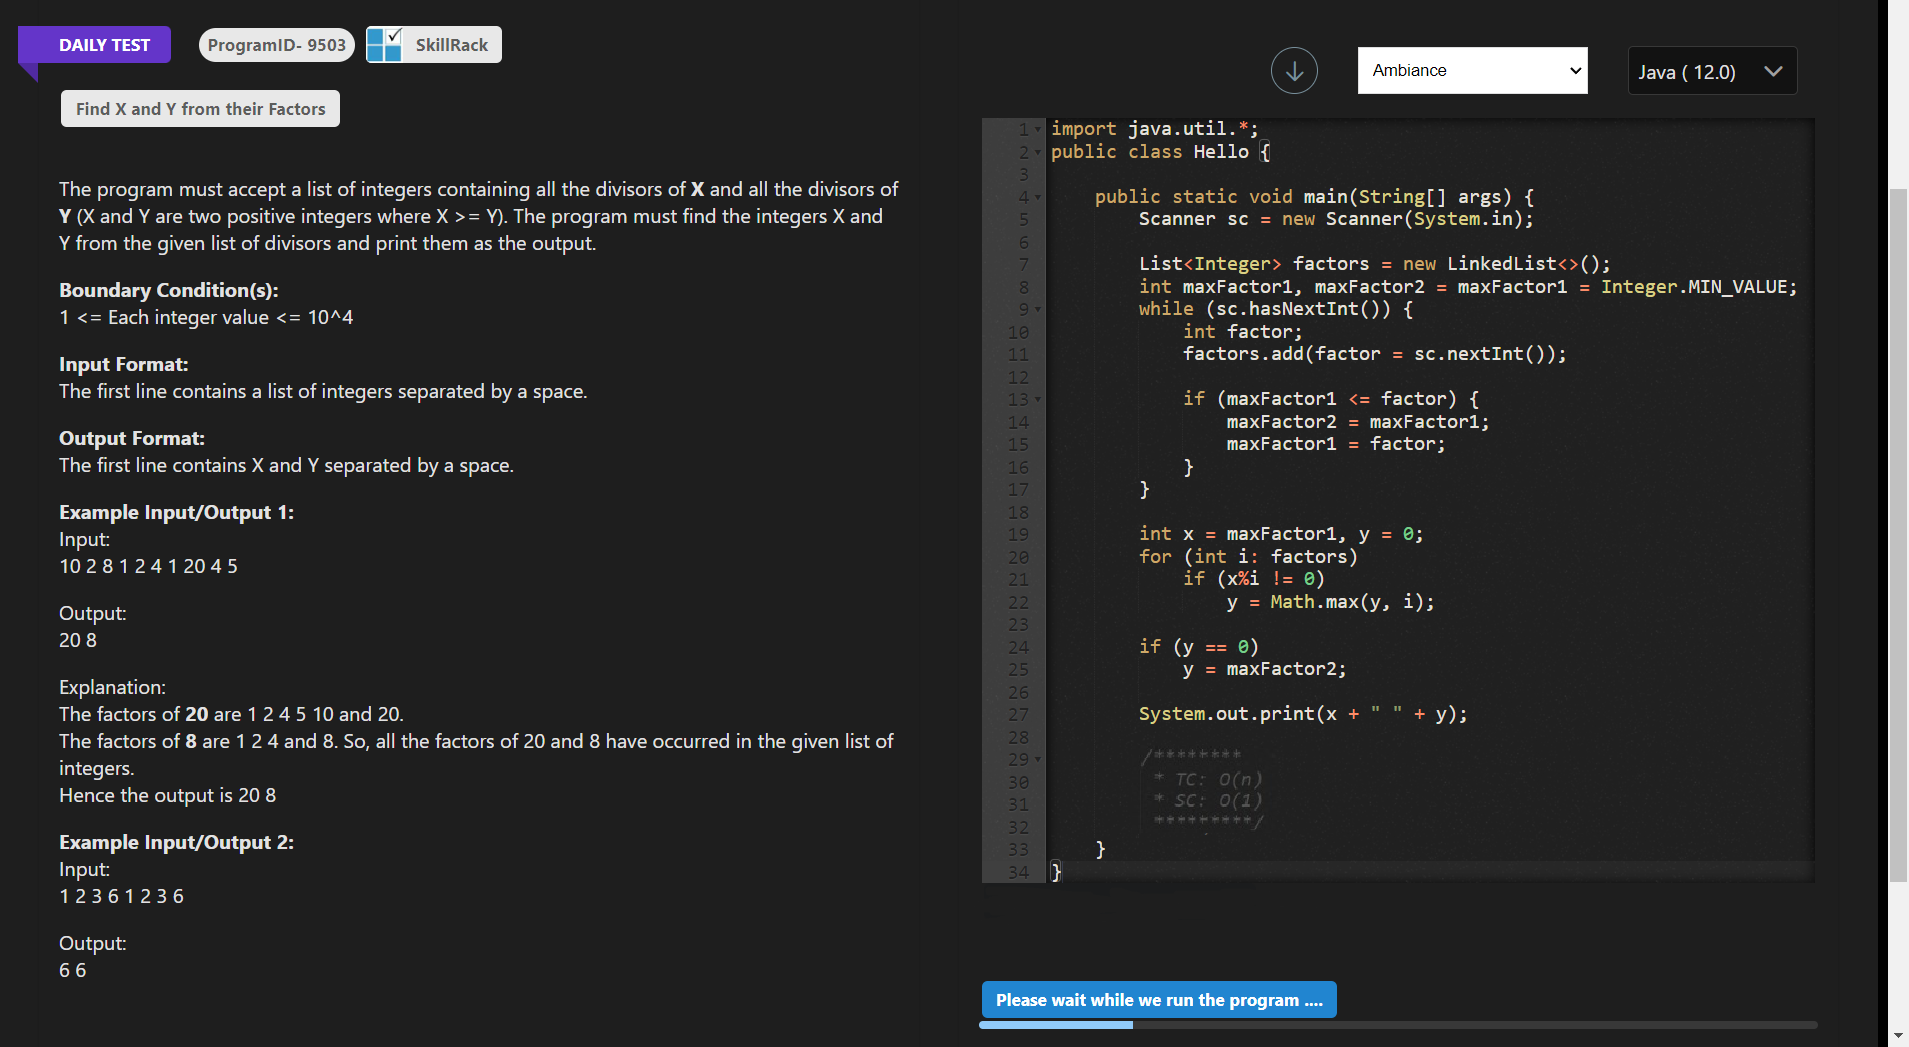 DAILY TEST
ProgramID- 9503
SkillRack
Find X and Y from their Factors
The program must accept a list of integers containing all the divisors of X and all the divisors of
Y (X and Y are two positive integers where X >= Y). The program must find the integers X and
Y from the given list of divisors and print them as the output.
Boundary Condition(s):
1 <= Each integer value <= 10^4
Input Format:
The first line contains a list of integers separated by a space.
Output Format:
The first line contains X and Y separated by a space.
Example Input/Output 1:
Input:
10 2 8 1 2 4 1 20 4 5
Output:
20 8
Explanation:
The factors of 20 are 1 2 4 5 10 and 20.
The factors of 8 are 1 2 4 and 8. So, all the factors of 20 and 8 have occurred in the given list of
integers.
Hence the output is 20 8
Example Input/Output 2:
Input:
1 2 3 6 1 2 3 6
Output:
6 6
Ambiance
Java ( 12.0)
1 import java.util.*;
2 public class Hello {
3
4     public static void main(String[] args) {
5         Scanner sc = new Scanner(System.in);
6
7         List<Integer> factors = new LinkedList<>();
8         int maxFactor1, maxFactor2 = maxFactor1 = Integer.MIN_VALUE;
9         while (sc.hasNextInt()) {
10             int factor;
11             factors.add(factor = sc.nextInt());
12
13             if (maxFactor1 <= factor) {
14                 maxFactor2 = maxFactor1;
15                 maxFactor1 = factor;
16             }
17         }
18
19         int x = maxFactor1, y = 0;
20         for (int i: factors)
21             if (x%i != 0)
22                 y = Math.max(y, i);
23
24         if (y == 0)
25             y = maxFactor2;
26
27         System.out.print(x + " " + y);
28
29         /********
30          * TC: O(n)
31          * SC: O(1)
32          *********/
33     }
34 }
Please wait while we run the program ....